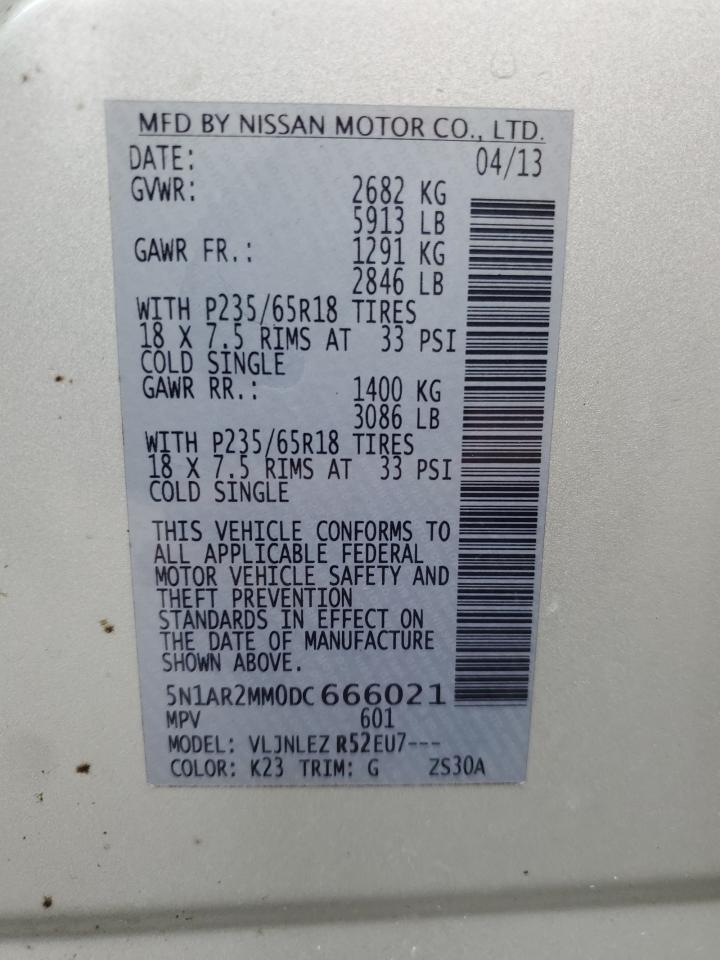 MFD BY NISSAN MOTOR CO., LTD.
DATE: 04/13
GVWR: 2682 KG
5913 LB
GAWR FR.: 1291 KG
2846 LB
WITH P235/65R18 TIRES
18 X 7.5 RIMS AT 33 PSI
COLD SINGLE
GAWR RR.: 1400 KG
3086 LB
WITH P235/65R18 TIRES
18 X 7.5 RIMS AT 33 PSI
COLD SINGLE
THIS VEHICLE CONFORMS TO
ALL APPLICABLE FEDERAL
MOTOR VEHICLE SAFETY AND
THEFT PREVENTION
STANDARDS IN EFFECT ON
THE DATE OF MANUFACTURE
SHOWN ABOVE.
5N1AR2MM0DC666021
MPV 601
MODEL: VLJNLEZ R52EU7---
COLOR: K23 TRIM: G ZS30A